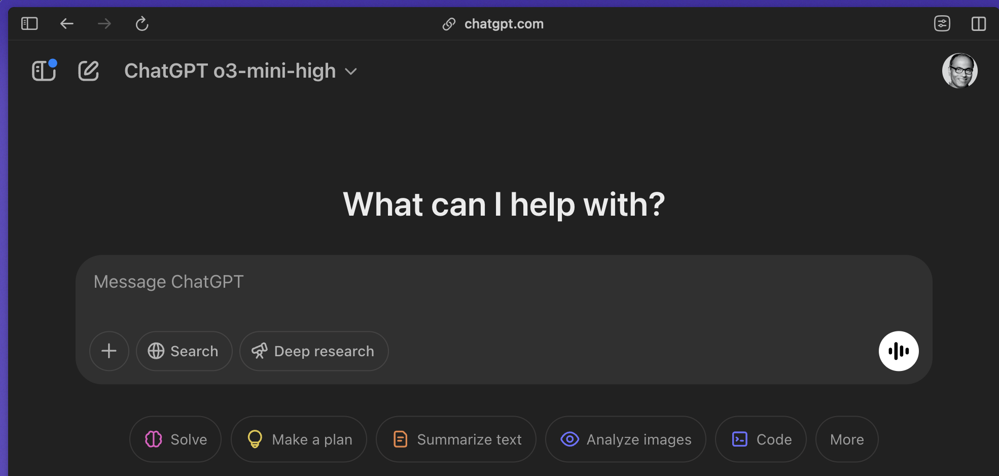 chatgpt.com
ChatGPT o3-mini-high
What can I help with?
Message ChatGPT
Search
Deep research
Solve
Make a plan
Summarize text
Analyze images
Code
More